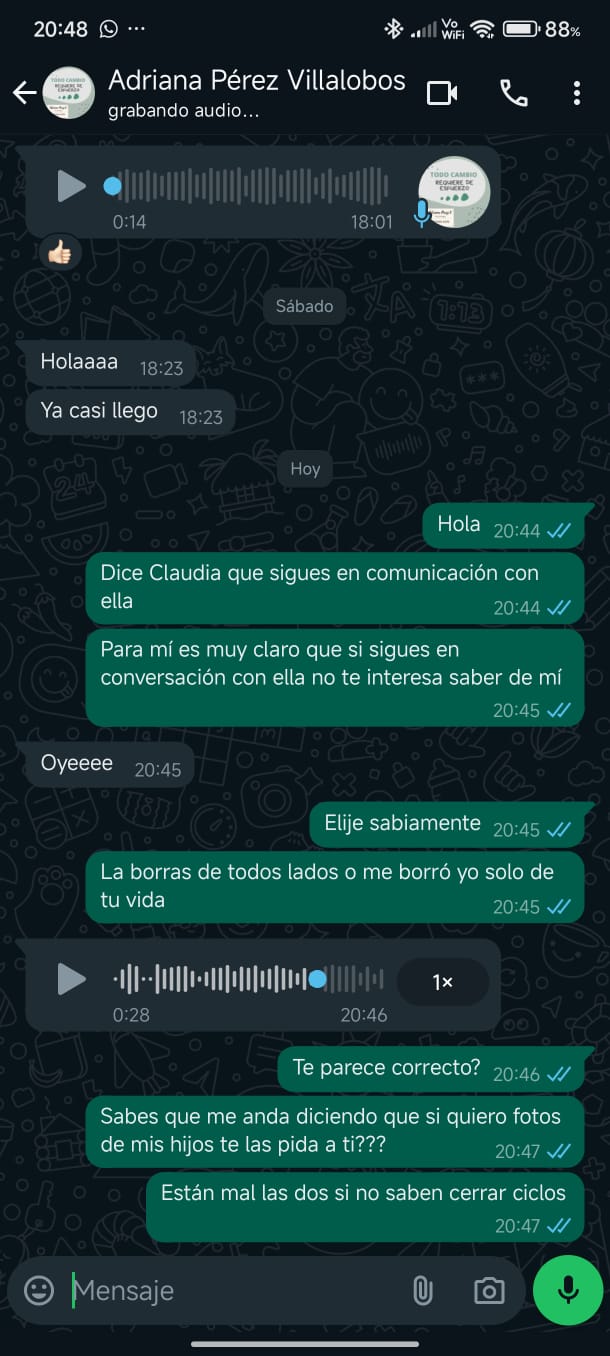 20:48
Vo
WiFi
88%
Adriana Pérez Villalobos
grabando audio...
TODO CAMBIO
REQUIERE DE
ESFUERZO
0:14
18:01
Sábado
Holaaaa 18:23
Ya casi llego 18:23
Hoy
Hola 20:44
Dice Claudia que sigues en comunicación con
ella
20:44
Para mí es muy claro que si sigues en
conversación con ella no te interesa saber de mí
20:45
Oyeeee 20:45
Elije sabiamente 20:45
La borras de todos lados o me borró yo solo de
tu vida
20:45
1×
0:28
20:46
Te parece correcto? 20:46
Sabes que me anda diciendo que si quiero fotos
de mis hijos te las pida a ti???
20:47
Están mal las dos si no saben cerrar ciclos
20:47
Mensaje